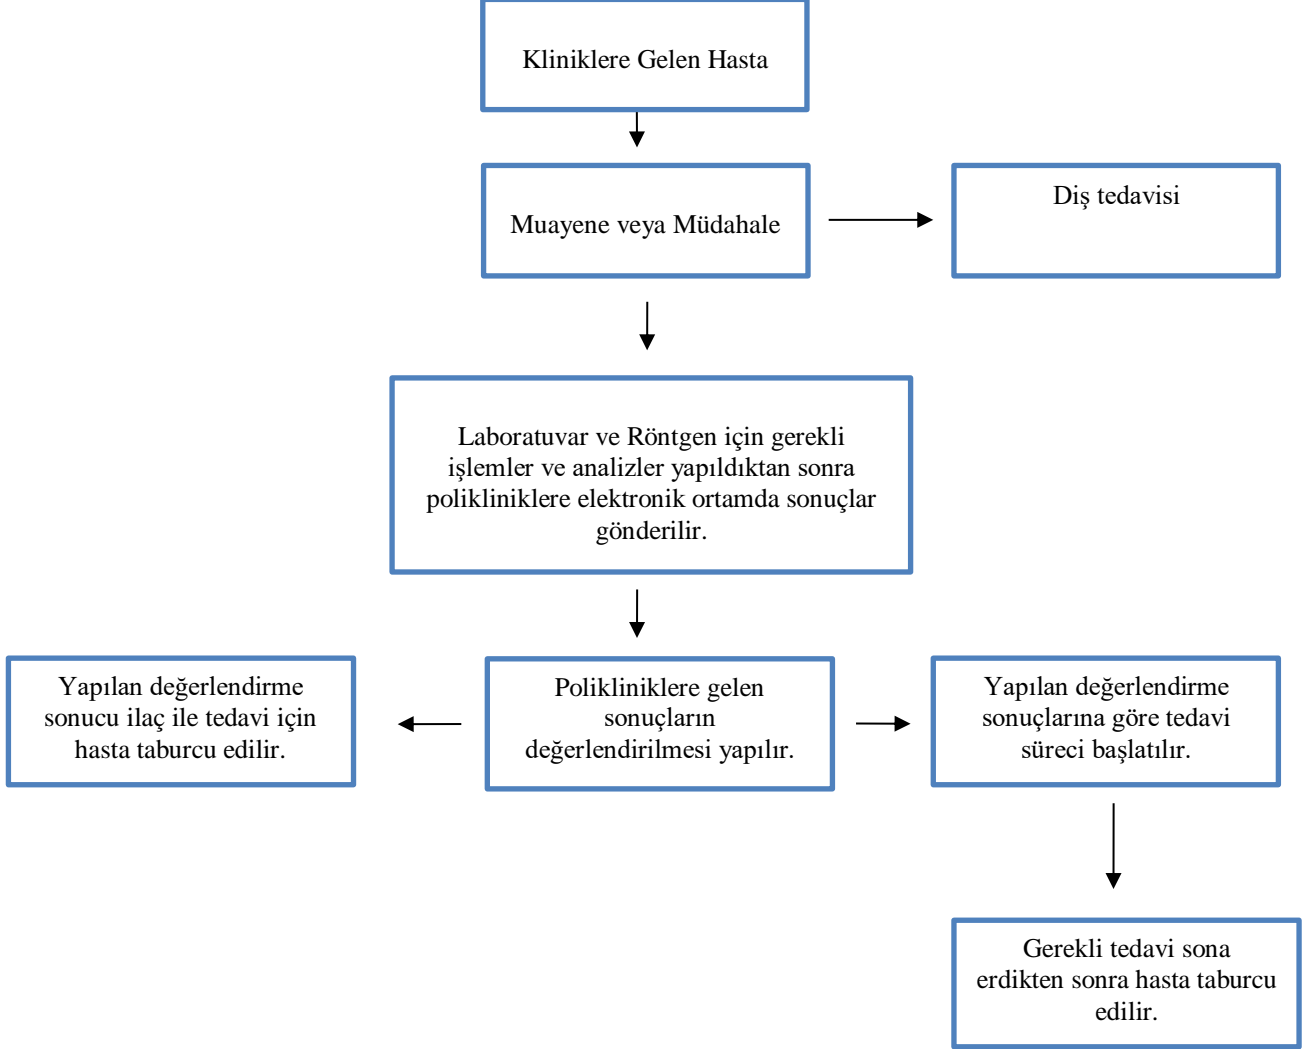 Kliniklere Gelen Hasta
Muayene veya Müdahale
Diş tedavisi
Laboratuvar ve Röntgen için gerekli
işlemler ve analizler yapıldıktan sonra
polikliniklere elektronik ortamda sonuçlar
gönderilir.
Yapılan değerlendirme
sonucu ilaç ile tedavi için
hasta taburcu edilir.
Polikliniklere gelen
sonuçların
değerlendirilmesi yapılır.
Yapılan değerlendirme
sonuçlarına göre tedavi
süreci başlatılır.
Gerekli tedavi sona
erdikten sonra hasta taburcu
edilir.